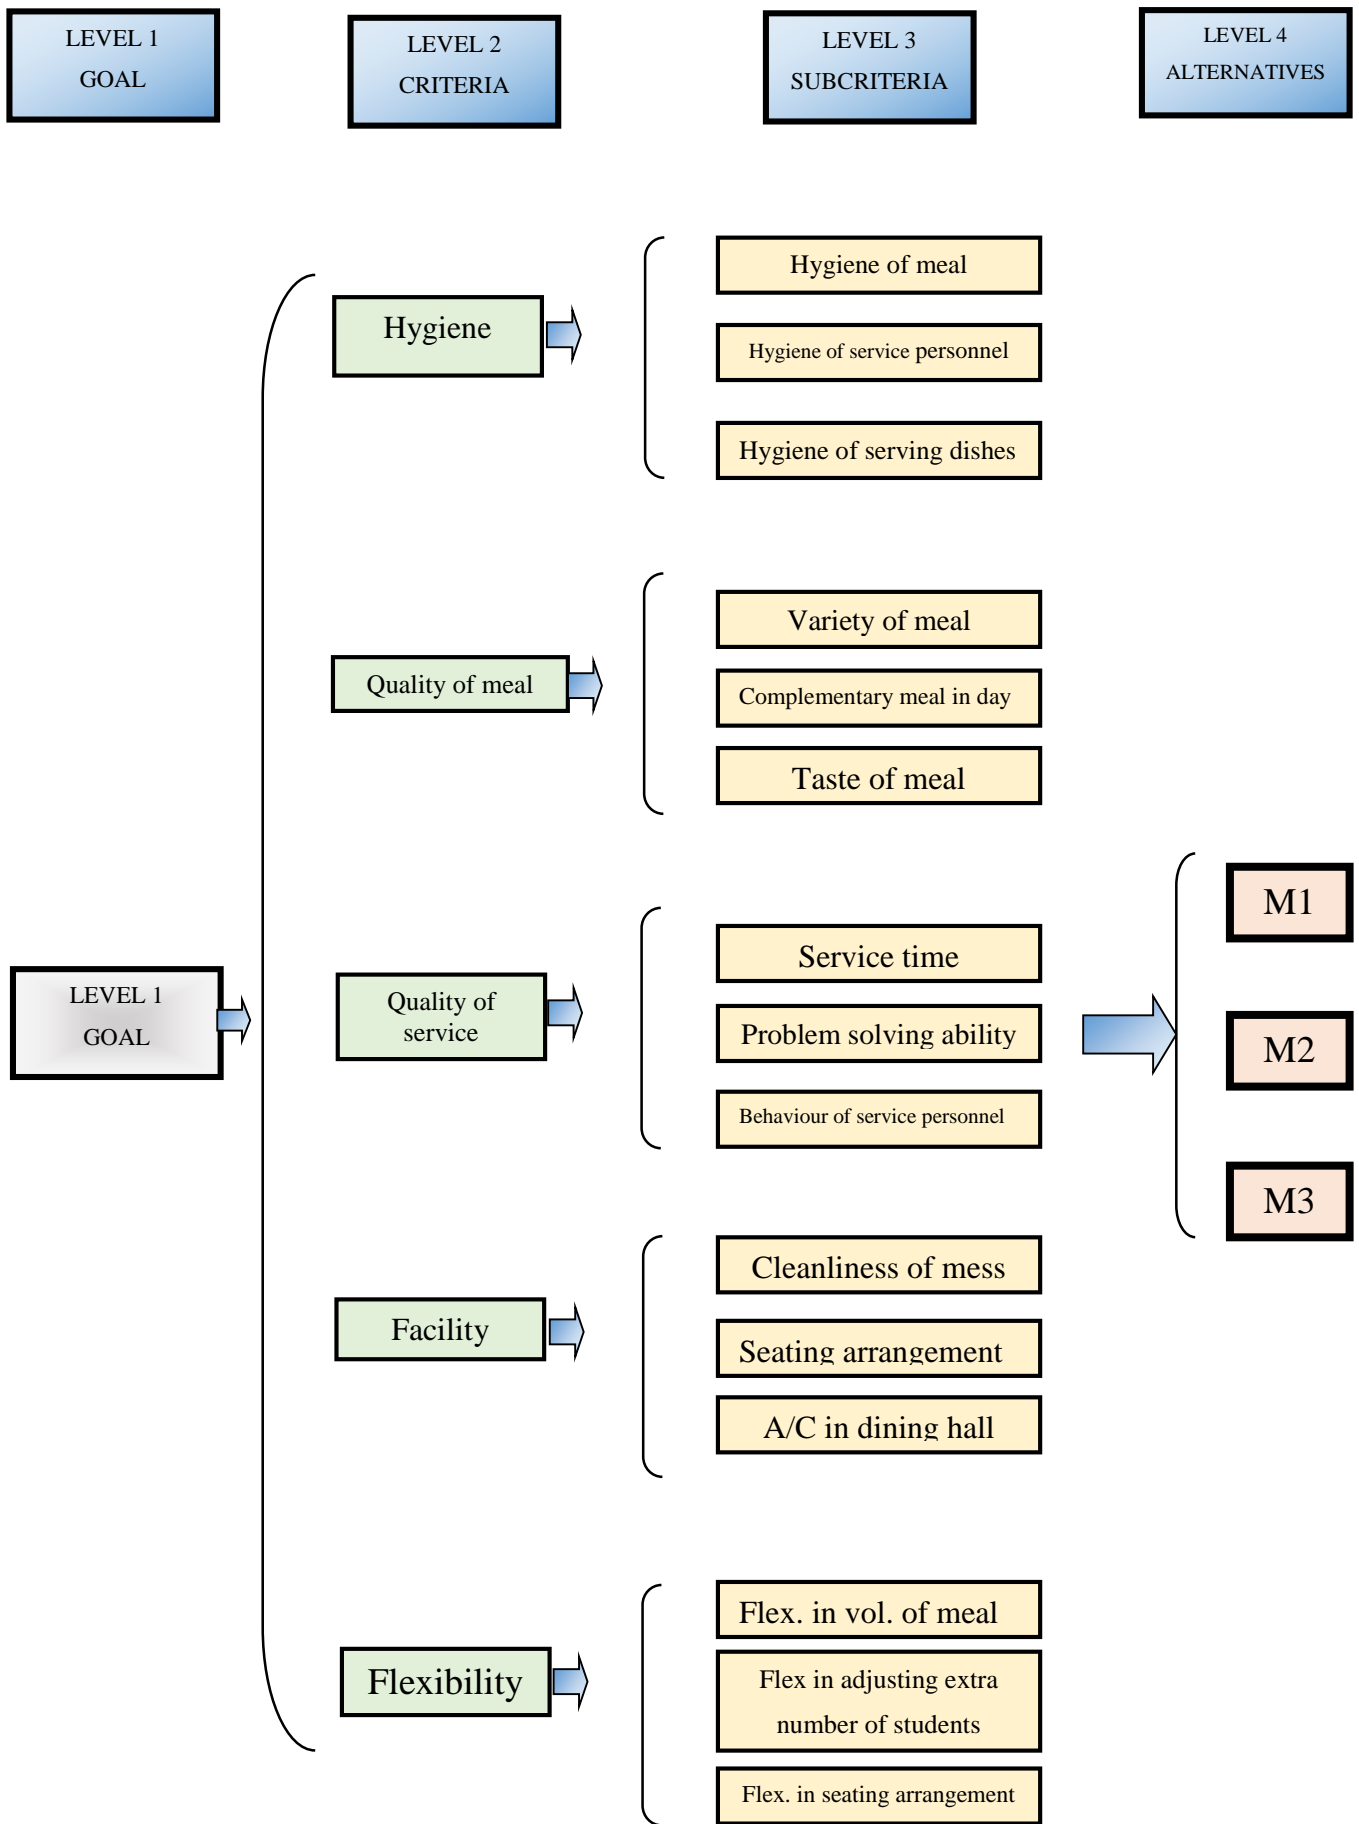 LEVEL 1
GOAL
LEVEL 2
CRITERIA
LEVEL 3
SUBCRITERIA
LEVEL 4
ALTERNATIVES
Hygiene
Hygiene of meal
Hygiene of service personnel
Hygiene of serving dishes
Quality of meal
Variety of meal
Complementary meal in day
Taste of meal
LEVEL 1
GOAL
Quality of
service
Service time
Problem solving ability
Behaviour of service personnel
M1
M2
M3
Facility
Cleanliness of mess
Seating arrangement
A/C in dining hall
Flexibility
Flex. in vol. of meal
Flex in adjusting extra
number of students
Flex. in seating arrangement